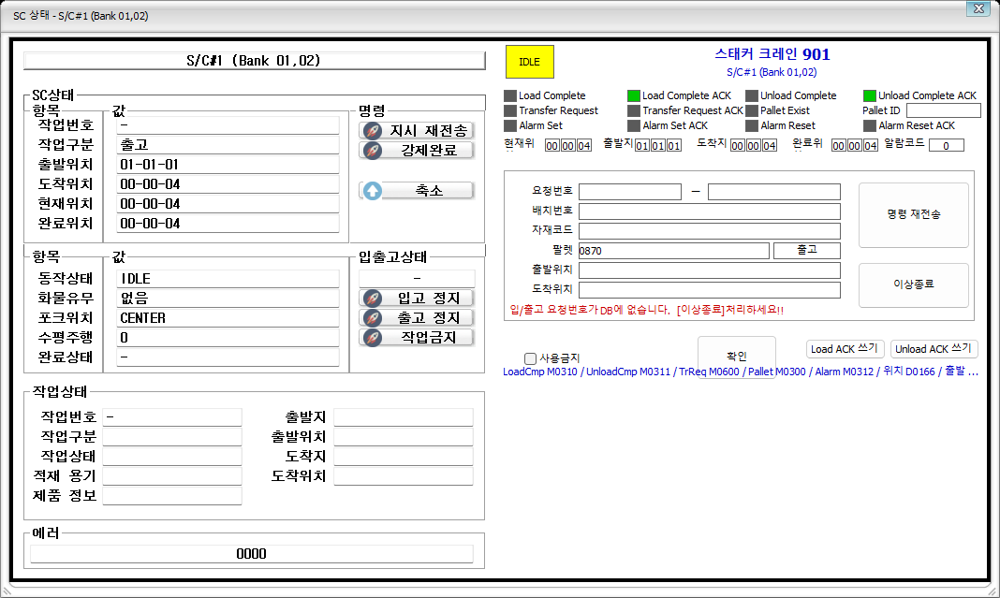 SC 상태 - S/C#1 (Bank 01,02)
S/C#1 (Bank 01,02)
SC상태
항목 값 명령
작업번호 -
작업구분 출고
출발위치 01-01-01
도착위치 00-00-04
현재위치 00-00-04
완료위치 00-00-04
지시 재전송
강제완료
축소
항목 값 입출고상태
동작상태 IDLE
화물유무 없음
포크위치 CENTER
수평주행 0
완료상태 -
-
입고 정지
출고 정지
작업금지
작업상태
작업번호 - 출발지
작업구분 출발위치
작업상태 도착지
적재 용기 도착위치
제품 정보
에러
0000
IDLE
스태커 크레인 901
S/C#1 (Bank 01,02)
Load Complete Load Complete ACK Unload Complete Unload Complete ACK
Transfer Request Transfer Request ACK Pallet Exist Pallet ID
Alarm Set Alarm Set ACK Alarm Reset Alarm Reset ACK
현재위 00 00 04 출발지 01 01 01 도착지 00 00 04 완료위 00 00 04 알람코드 0
요청번호 –
배치번호
자재코드
팔렛 0870 출고
출발위치
도착위치
입/출고 요청번호가 DB에 없습니다. [이상종료]처리하세요!!
명령 재전송
이상종료
사용금지 확인 Load ACK 쓰기 Unload ACK 쓰기
LoadCmp M0310 / UnloadCmp M0311 / TrReq M0600 / Pallet M0300 / Alarm M0312 / 위치 D0166 / 출발 ...